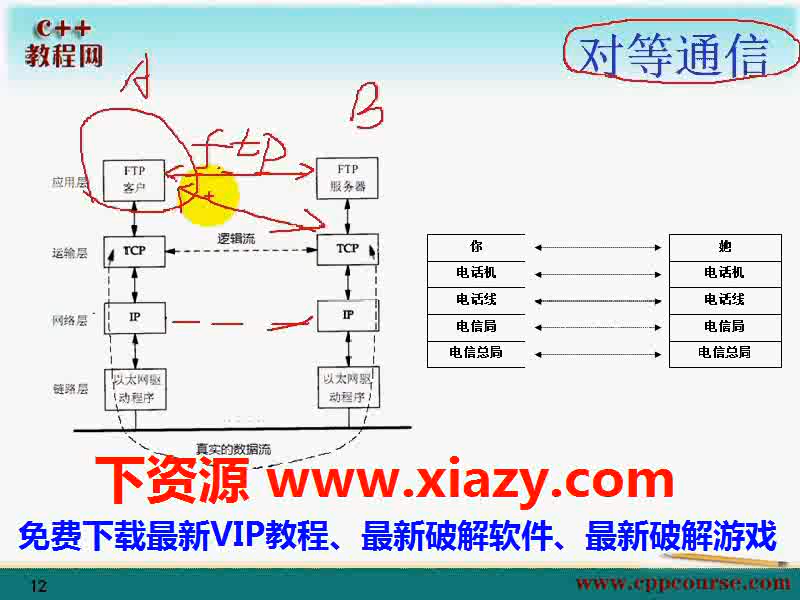 C++
教程网
对等通信
A
B
ftp
应用层
FTP
客户
FTP
服务器
运输层
TCP
逻辑流
TCP
网络层
IP
IP
链路层
以太网驱
动程序
以太网驱
动程序
真实的数据流
你
她
电话机
电话机
电话线
电话线
电信局
电信局
电信总局
电信总局
下资源 www.xiazy.com
免费下载最新VIP教程、最新破解软件、最新破解游戏
12
www.cppcourse.com